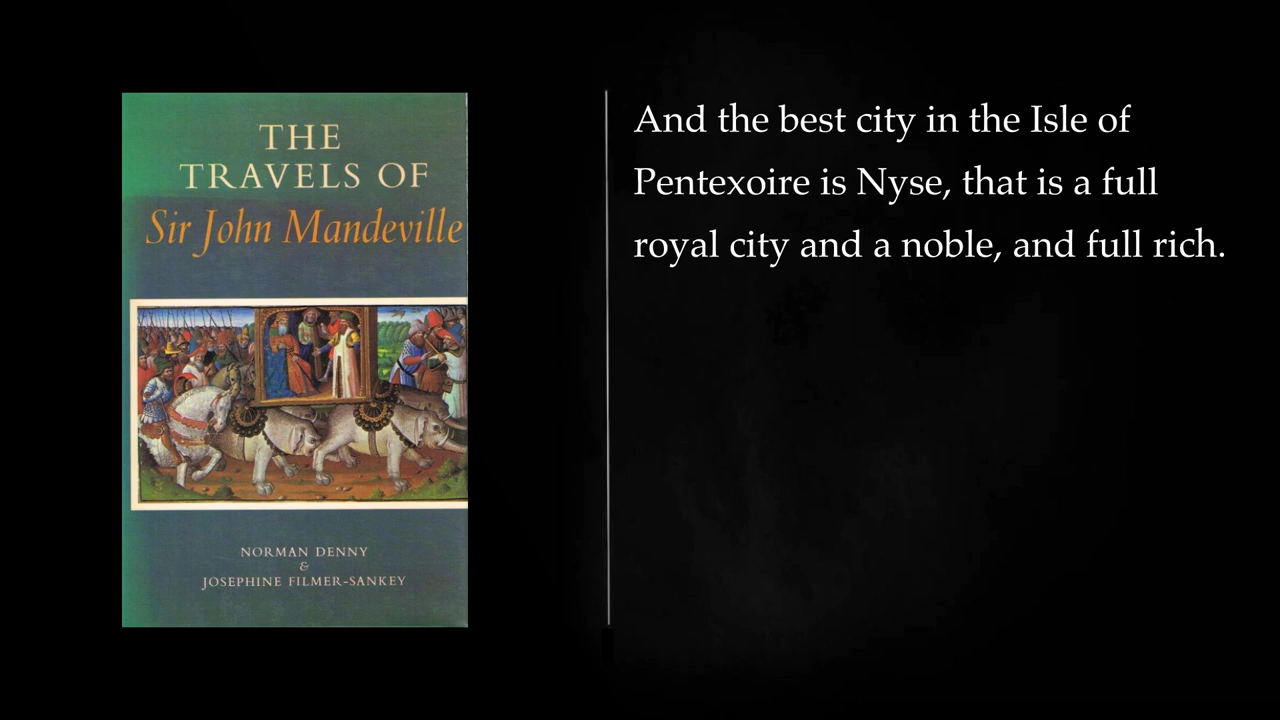 THE
TRAVELS OF
Sir John Mandeville
NORMAN DENNY
&
JOSEPHINE FILMER-SANKEY
And the best city in the Isle of
Pentexoire is Nyse, that is a full
royal city and a noble, and full rich.